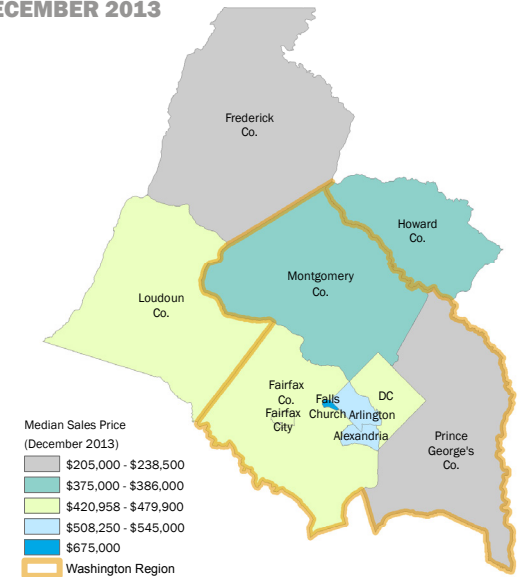 ECEMBER 2013
Frederick
Co.
Howard
Co.
Montgomery
Co.
Loudoun
Co.
Fairfax
Co.
Fairfax
City
Falls
Church
DC
Arlington
Alexandria
Prince
George's
Co.
Median Sales Price
(December 2013)
$205,000 - $238,500
$375,000 - $386,000
$420,958 - $479,900
$508,250 - $545,000
$675,000
Washington Region